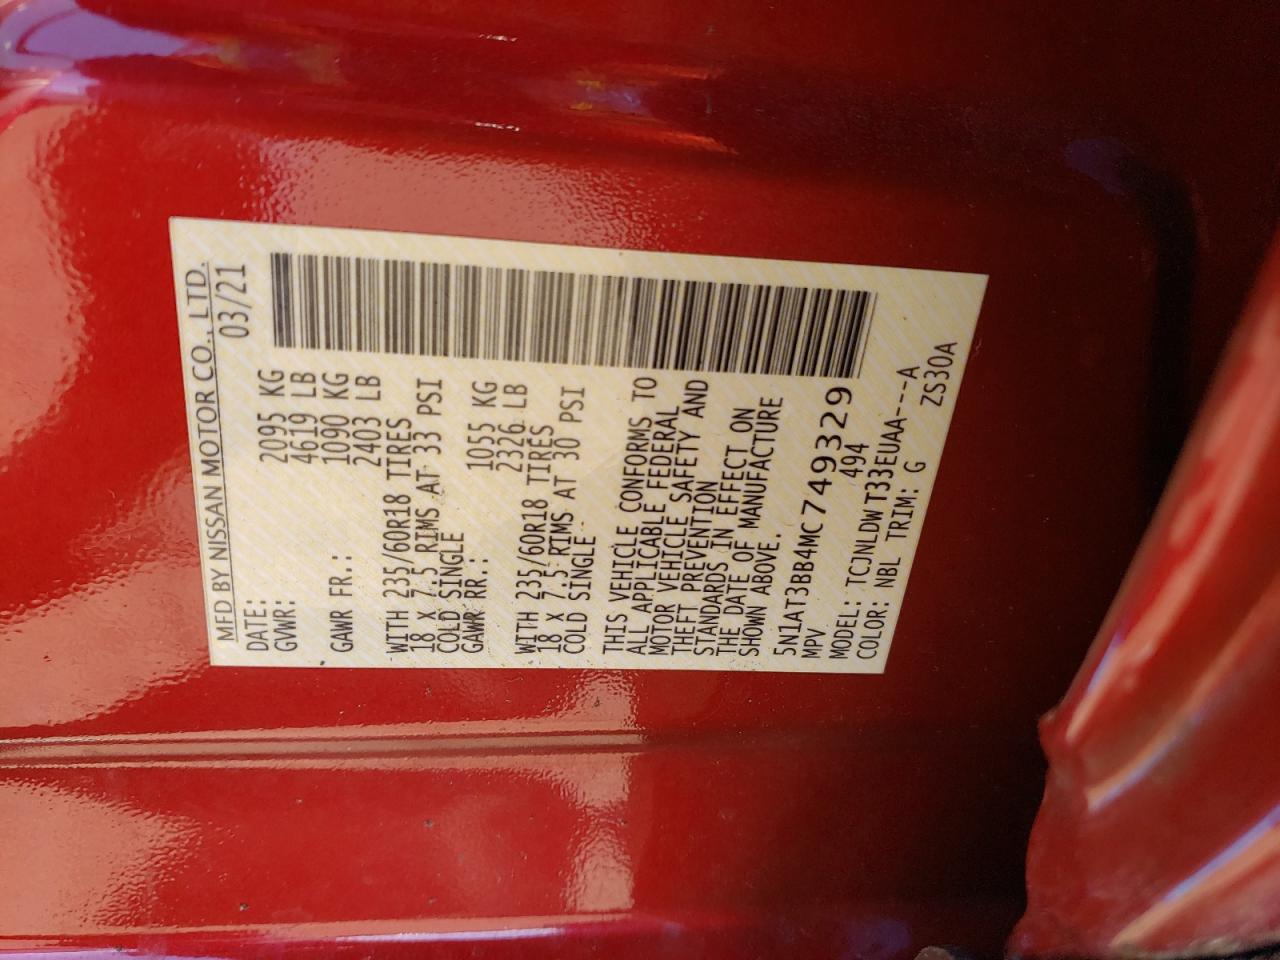 MFD BY NISSAN MOTOR CO., LTD.
DATE: 03/21
GVWR: 2095 KG
4619 LB
GAWR FR.: 1090 KG
2403 LB
WITH 235/60R18 TIRES
18 X 7.5 RIMS AT 33 PSI
COLD SINGLE
GAWR RR.: 1055 KG
2326 LB
WITH 235/60R18 TIRES
18 X 7.5 RIMS AT 30 PSI
COLD SINGLE
THIS VEHICLE CONFORMS TO
ALL APPLICABLE FEDERAL
MOTOR VEHICLE SAFETY AND
THEFT PREVENTION
STANDARDS IN EFFECT ON
THE DATE OF MANUFACTURE
SHOWN ABOVE.
5N1AT3BB4MC749329
MPV 494
MODEL: TCJNLDWT33EUAA---A
COLOR: NBL TRIM: G ZS30A